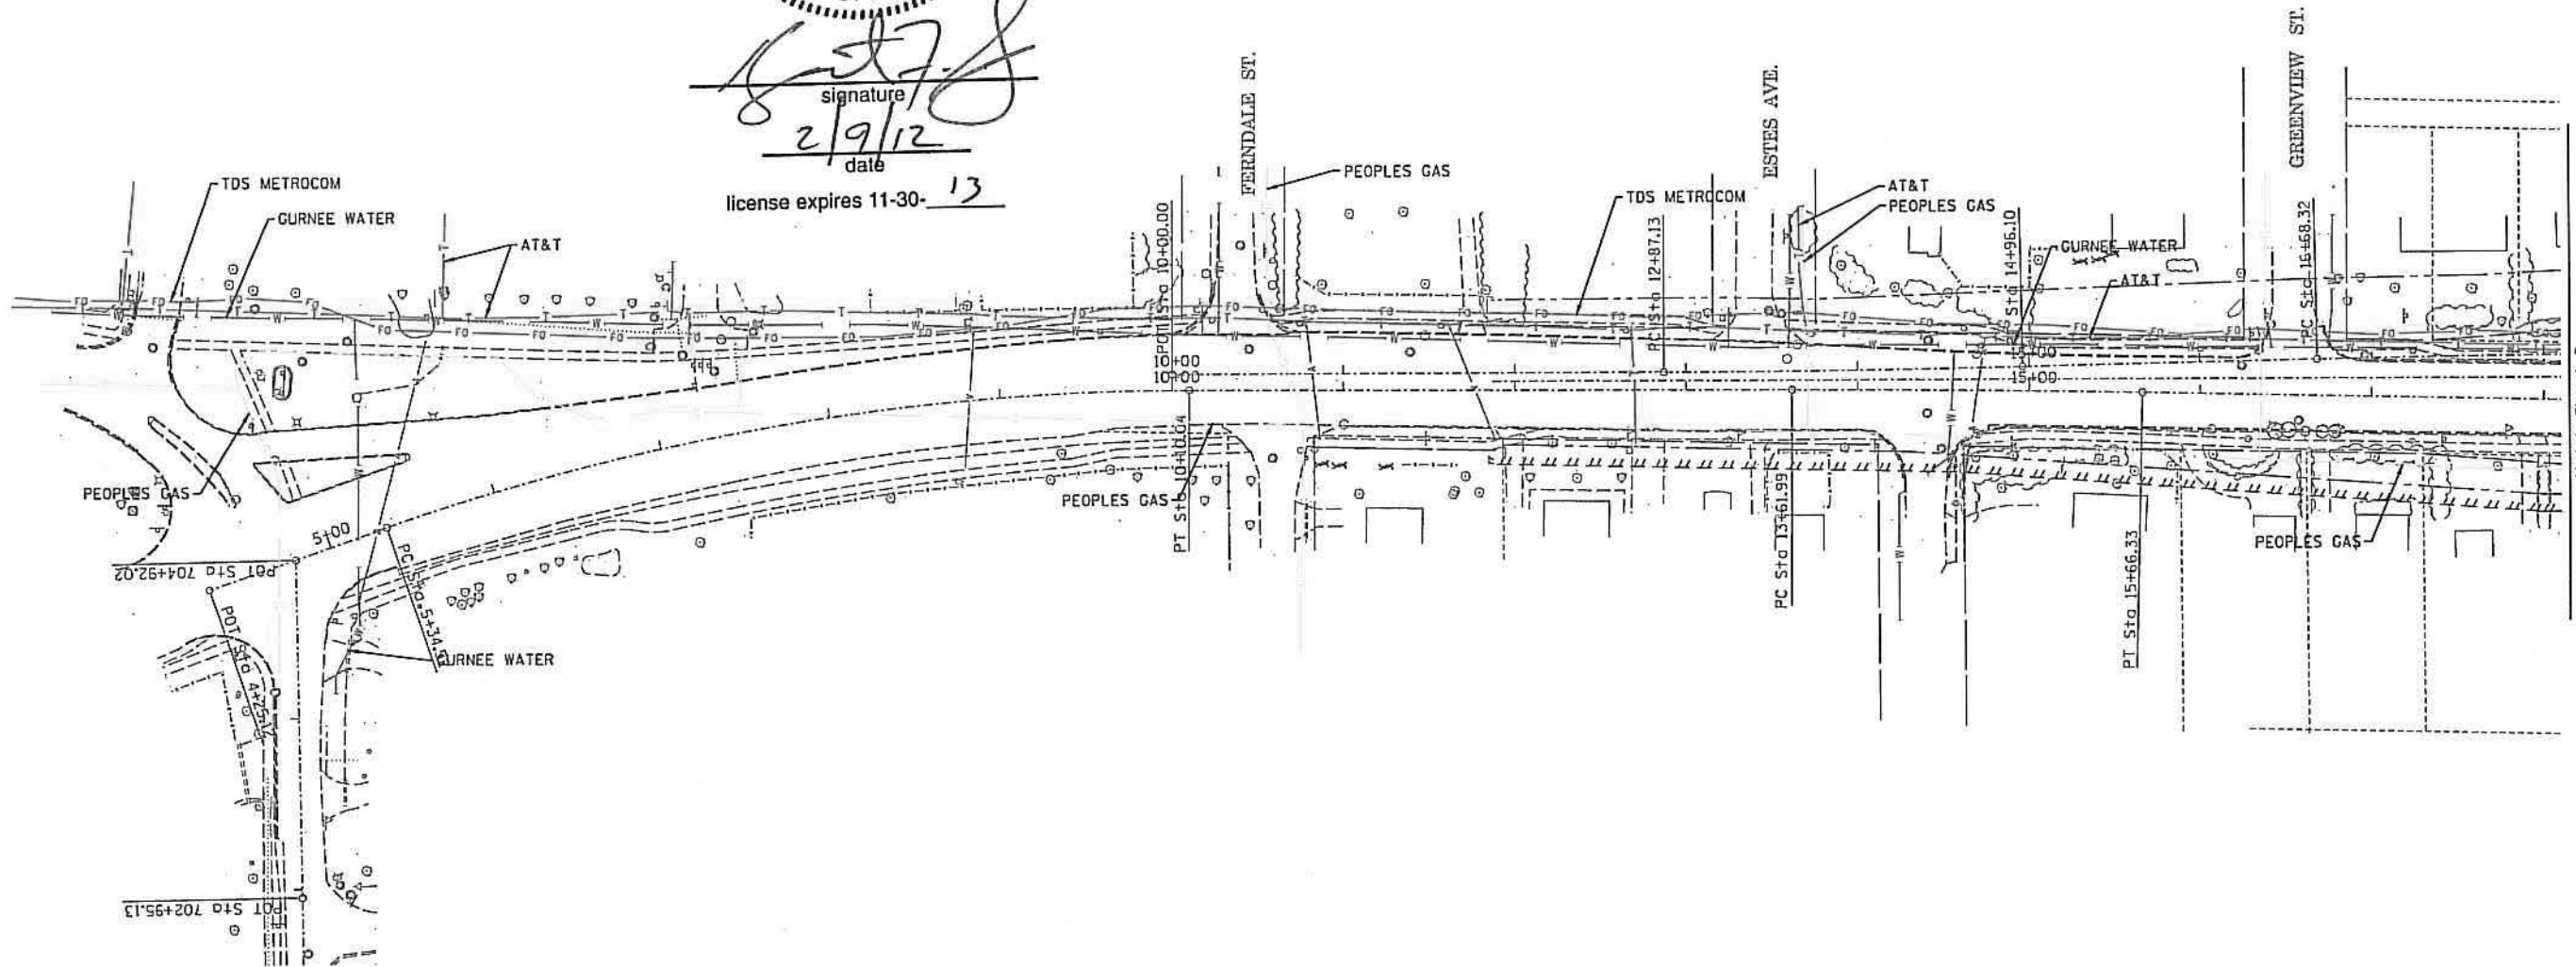 signature
2/9/12
date
license expires 11-30- 13
FERNDALE ST.
ESTES AVE.
GREENVIEW ST.
TDS METROCOM
GURNEE WATER
AT&T
PEOPLES GAS
TDS METROCOM
AT&T
PEOPLES GAS
GURNEE WATER
AT&T
POT Sta 10+00.00
PC Sta 12+87.13
Sta 14+96.10
PC Sta 16+68.32
10+00
10+00
15+00
15+00
PEOPLES GAS
PEOPLES GAS
PEOPLES GAS
PT Sta 10+10.04
PC Sta 13+61.99
PT Sta 15+66.33
5+00
POT Sta 704+92.02
PC Sta 5+34.5
POT Sta 4+25.12
GURNEE WATER
POT Sta 702+95.13